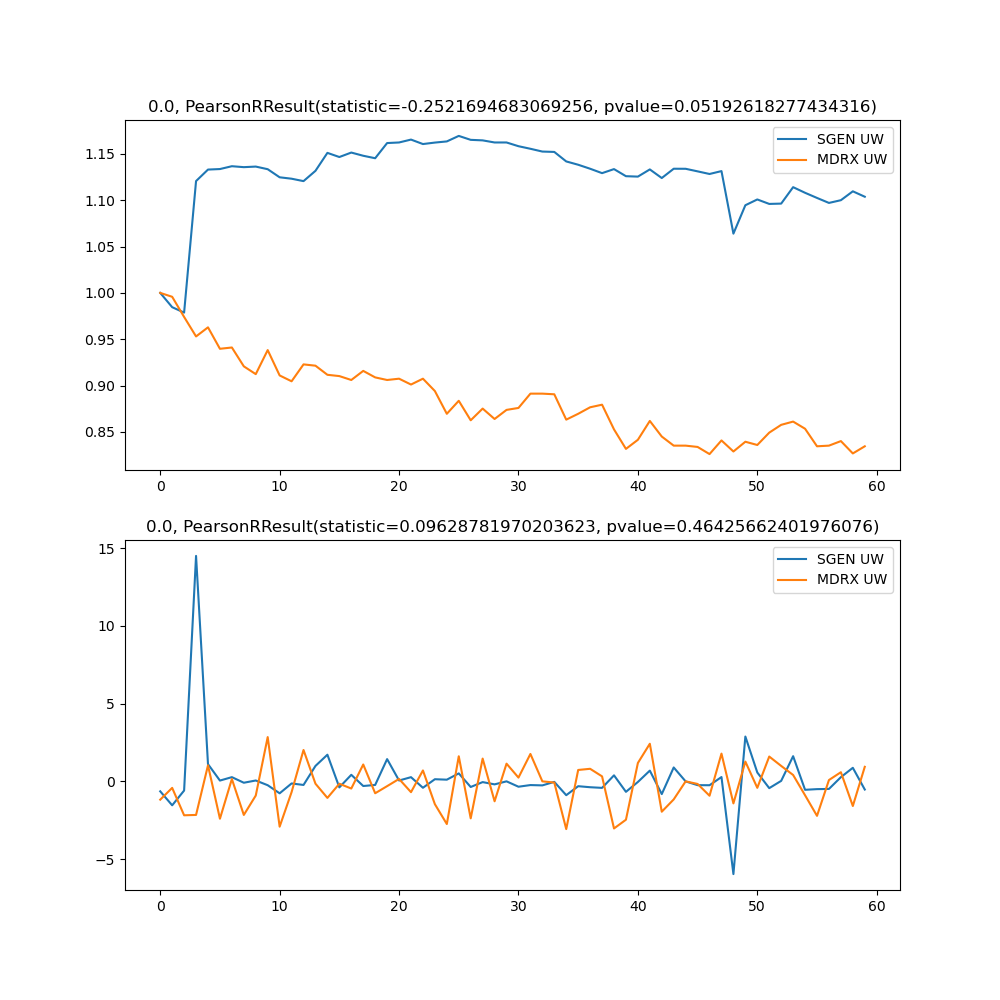 0.0, PearsonRResult(statistic=-0.2521694683069256, pvalue=0.05192618277434316)
SGEN UW
MDRX UW
1.15
1.10
1.05
1.00
0.95
0.90
0.85
0 10 20 30 40 50 60
0.0, PearsonRResult(statistic=0.09628781970203623, pvalue=0.46425662401976076)
SGEN UW
MDRX UW
15
10
5
0
−5
0 10 20 30 40 50 60